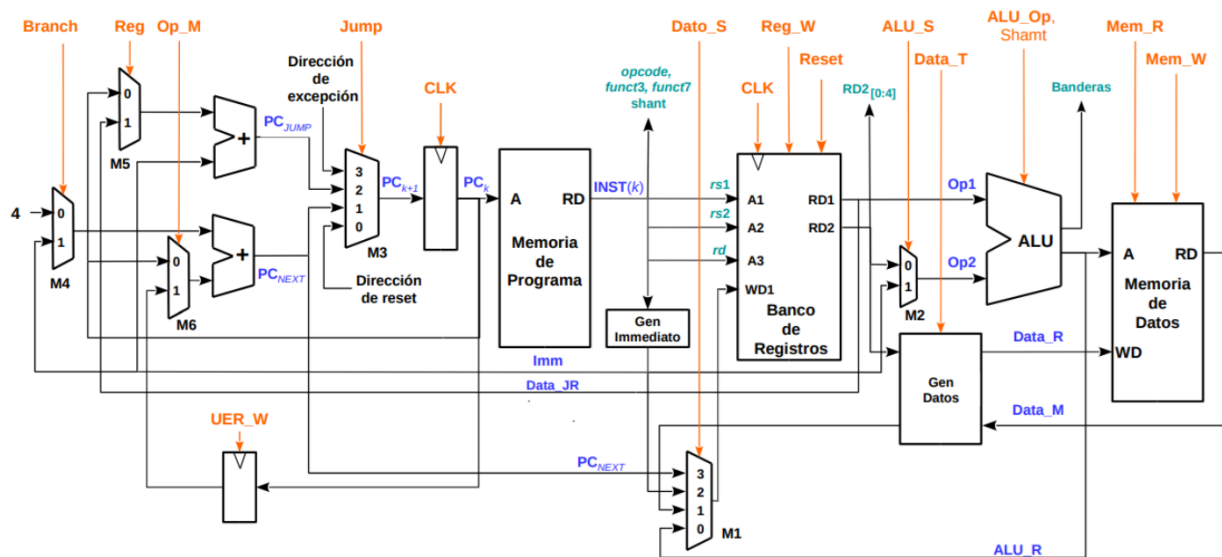 Branch
Reg
Op_M
Jump
Dato_S
Reg_W
ALU_S
ALU_Op,
Shamt
Mem_R
Mem_W
Data_T
Reset
CLK
CLK
Dirección
de
excepción
opcode,
funct3, funct7
shant
RD2[0:4]
Banderas
0
1
M5
+
PCJUMP
3
2
1
0
M3
PCk+1
PCk
A
RD
Memoria
de
Programa
INST(k)
rs1
rs2
rd
A1
A2
A3
WD1
RD1
RD2
Banco
de
Registros
Op1
Op2
0
1
M2
ALU
A
RD
Memoria
de
Datos
WD
4
0
1
M4
0
1
M6
+
PCNEXT
Dirección
de reset
Gen
Immediato
Imm
Data_JR
Gen
Datos
Data_R
Data_M
UER_W
PCNEXT
3
2
1
0
M1
ALU_R